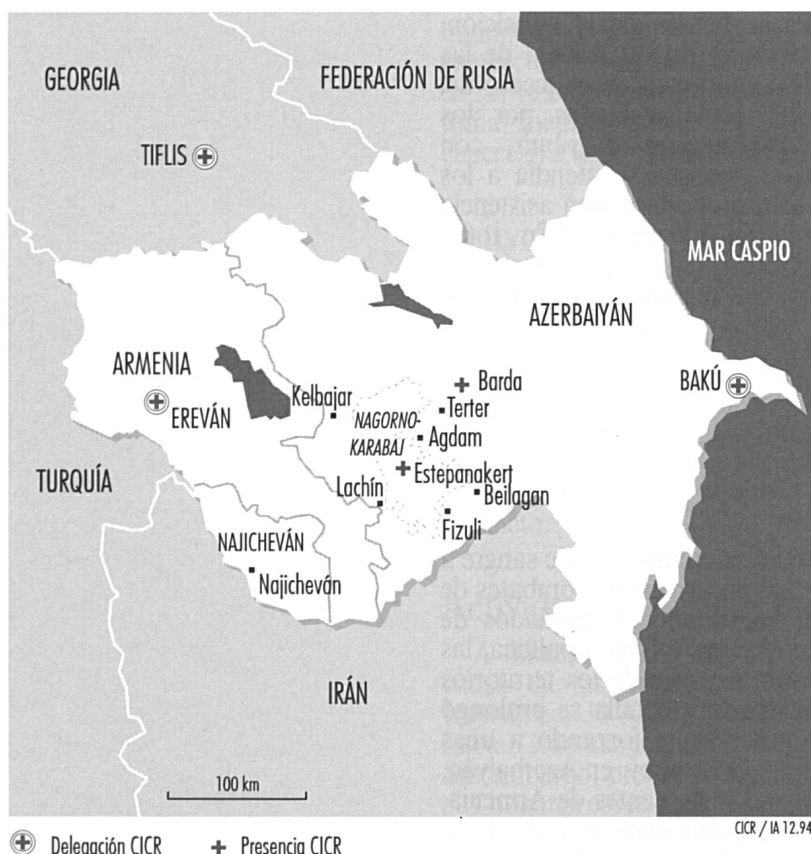 GEORGIA
FEDERACIÓN DE RUSIA
TIFLIS
MAR CASPIO
AZERBAIYÁN
ARMENIA
EREVÁN
Kelbajar
Barda
BAKÚ
Terter
NAGORNO-
KARABAJ
Agdam
Estepanakert
TURQUÍA
Lachín
Beilagan
Fizuli
NAJICHEVÁN
Najicheván
IRÁN
100 km
CICR / IA 12.94
Delegación CICR
Presencia CICR